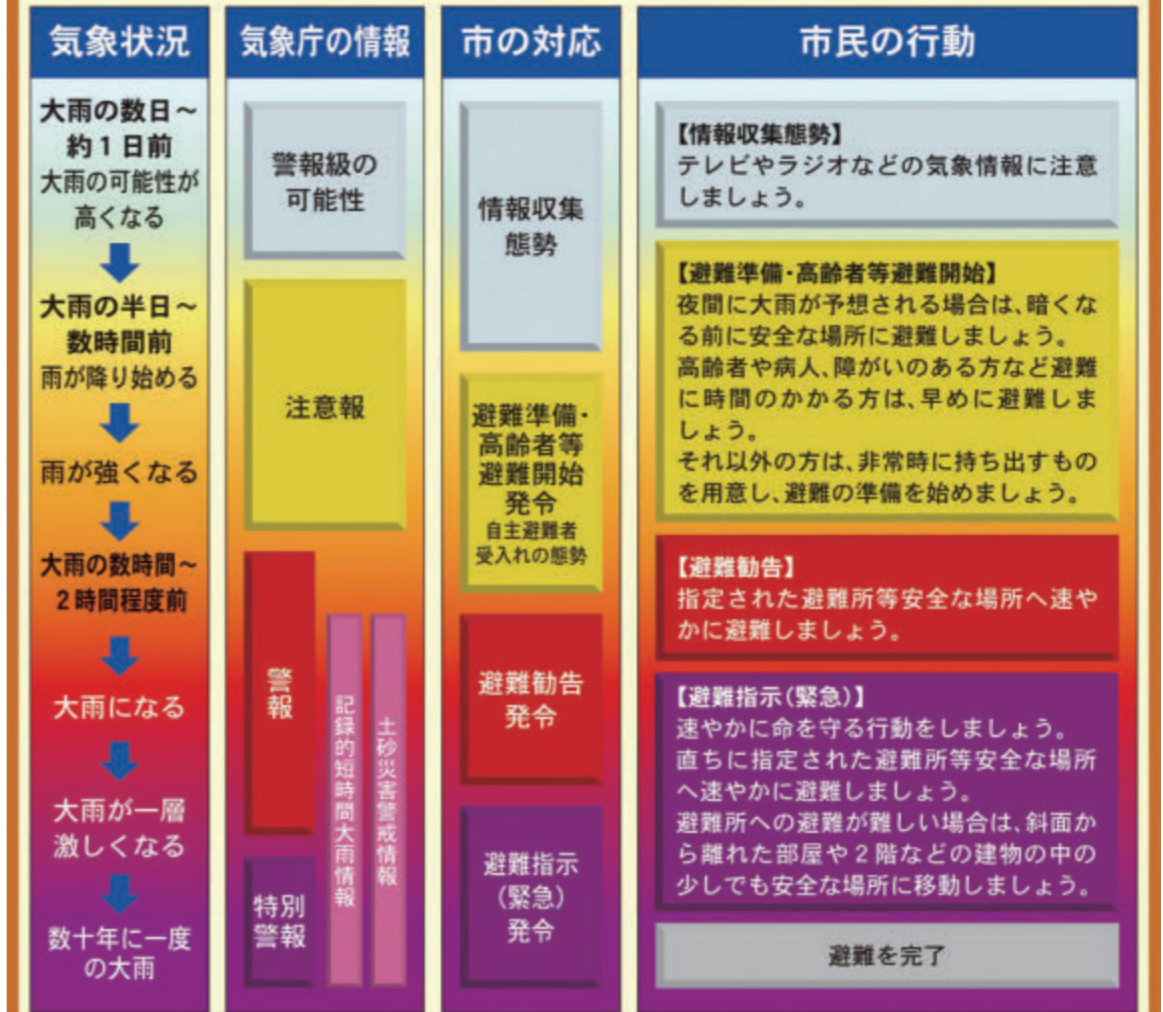 気象状況
大雨の数日～
約1日前
大雨の可能性が
高くなる
大雨の半日～
数時間前
雨が降り始める
雨が強くなる
大雨の数時間～
2時間程度前
大雨になる
大雨が一層
激しくなる
数十年に一度
の大雨
気象庁の情報
警報級の
可能性
注意報
警報
特別
警報
記録的短時間大雨情報
土砂災害警戒情報
市の対応
情報収集
態勢
避難準備・
高齢者等
避難開始
発令
自主避難者
受入れの態勢
避難勧告
発令
避難指示
（緊急）
発令
市民の行動
【情報収集態勢】
テレビやラジオなどの気象情報に注意
しましょう。
【避難準備・高齢者等避難開始】
夜間に大雨が予想される場合は、暗くな
る前に安全な場所に避難しましょう。
高齢者や病人、障がいのある方など避難
に時間のかかる方は、早めに避難しま
しょう。
それ以外の方は、非常時に持ち出すもの
を用意し、避難の準備を始めましょう。
【避難勧告】
指定された避難所等安全な場所へ速や
かに避難しましょう。
【避難指示（緊急）】
速やかに命を守る行動をしましょう。
直ちに指定された避難所等安全な場所
へ速やかに避難しましょう。
避難所への避難が難しい場合は、斜面か
ら離れた部屋や2階などの建物の中の
少しでも安全な場所に移動しましょう。
避難を完了